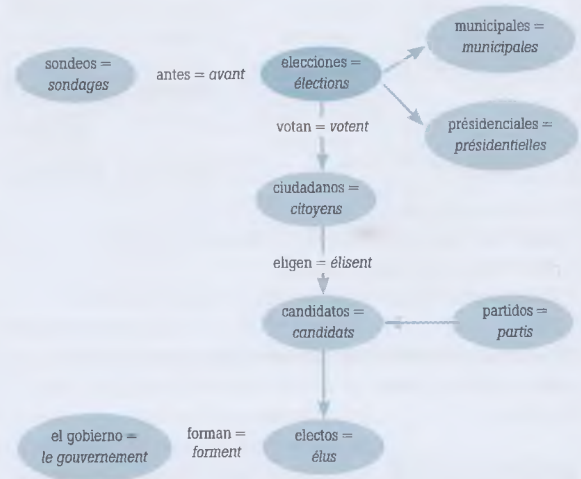 municipales =
municipales
sondeos =
sondages
antes = avant
elecciones =
élections
votan = votent
présidenciales =
présidentielles
ciudadanos =
citoyens
eligen = élisent
candidatos =
candidats
partidos =
partis
el gobierno =
le gouvernement
forman =
forment
electos =
élus